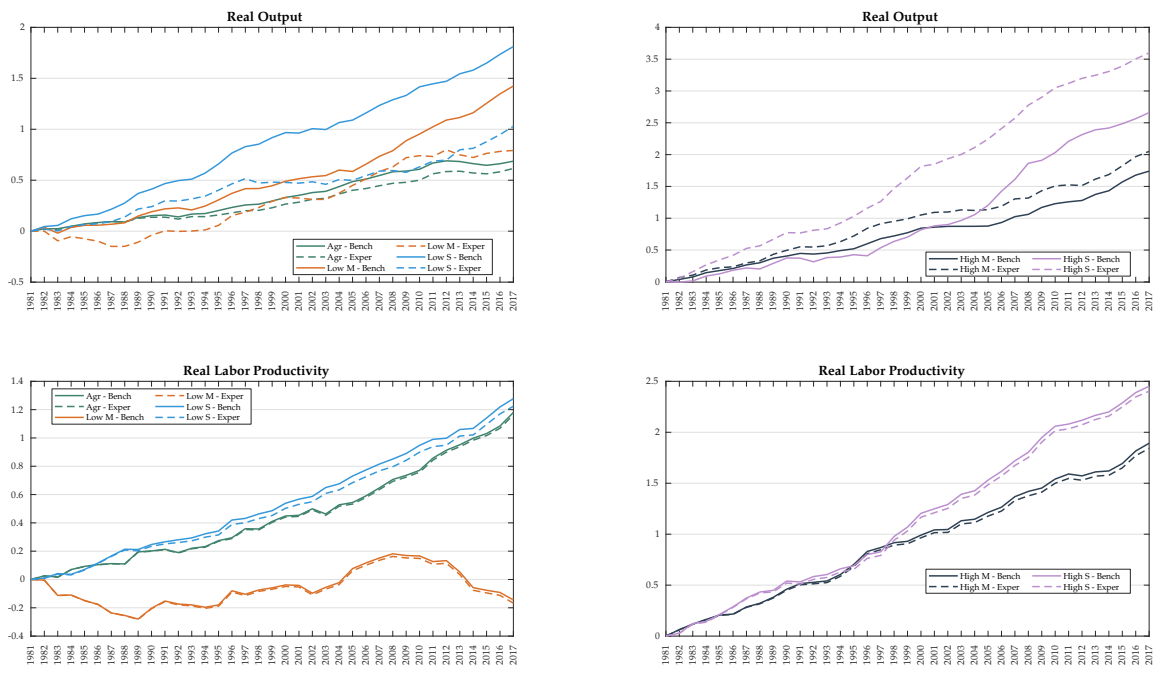 Real Output
2
1.5
1
0.5
0
-0.5
Agr - Bench Low M - Exper
Agr - Exper Low S - Bench
Low M - Bench Low S - Exper
1981 1982 1983 1984 1985 1986 1987 1988 1989 1990 1991 1992 1993 1994 1995 1996 1997 1998 1999 2000 2001 2002 2003 2004 2005 2006 2007 2008 2009 2010 2011 2012 2013 2014 2015 2016 2017
Real Output
4
3.5
3
2.5
2
1.5
1
0.5
0
High M - Bench High S - Bench
High M - Exper High S - Exper
1981 1982 1983 1984 1985 1986 1987 1988 1989 1990 1991 1992 1993 1994 1995 1996 1997 1998 1999 2000 2001 2002 2003 2004 2005 2006 2007 2008 2009 2010 2011 2012 2013 2014 2015 2016 2017
Real Labor Productivity
1.4
1.2
1
0.8
0.6
0.4
0.2
0
-0.2
-0.4
Agr - Bench Low M - Exper
Agr - Exper Low S - Bench
Low M - Bench Low S - Exper
1981 1982 1983 1984 1985 1986 1987 1988 1989 1990 1991 1992 1993 1994 1995 1996 1997 1998 1999 2000 2001 2002 2003 2004 2005 2006 2007 2008 2009 2010 2011 2012 2013 2014 2015 2016 2017
Real Labor Productivity
2.5
2
1.5
1
0.5
0
High M - Bench High S - Bench
High M - Exper High S - Exper
1981 1982 1983 1984 1985 1986 1987 1988 1989 1990 1991 1992 1993 1994 1995 1996 1997 1998 1999 2000 2001 2002 2003 2004 2005 2006 2007 2008 2009 2010 2011 2012 2013 2014 2015 2016 2017